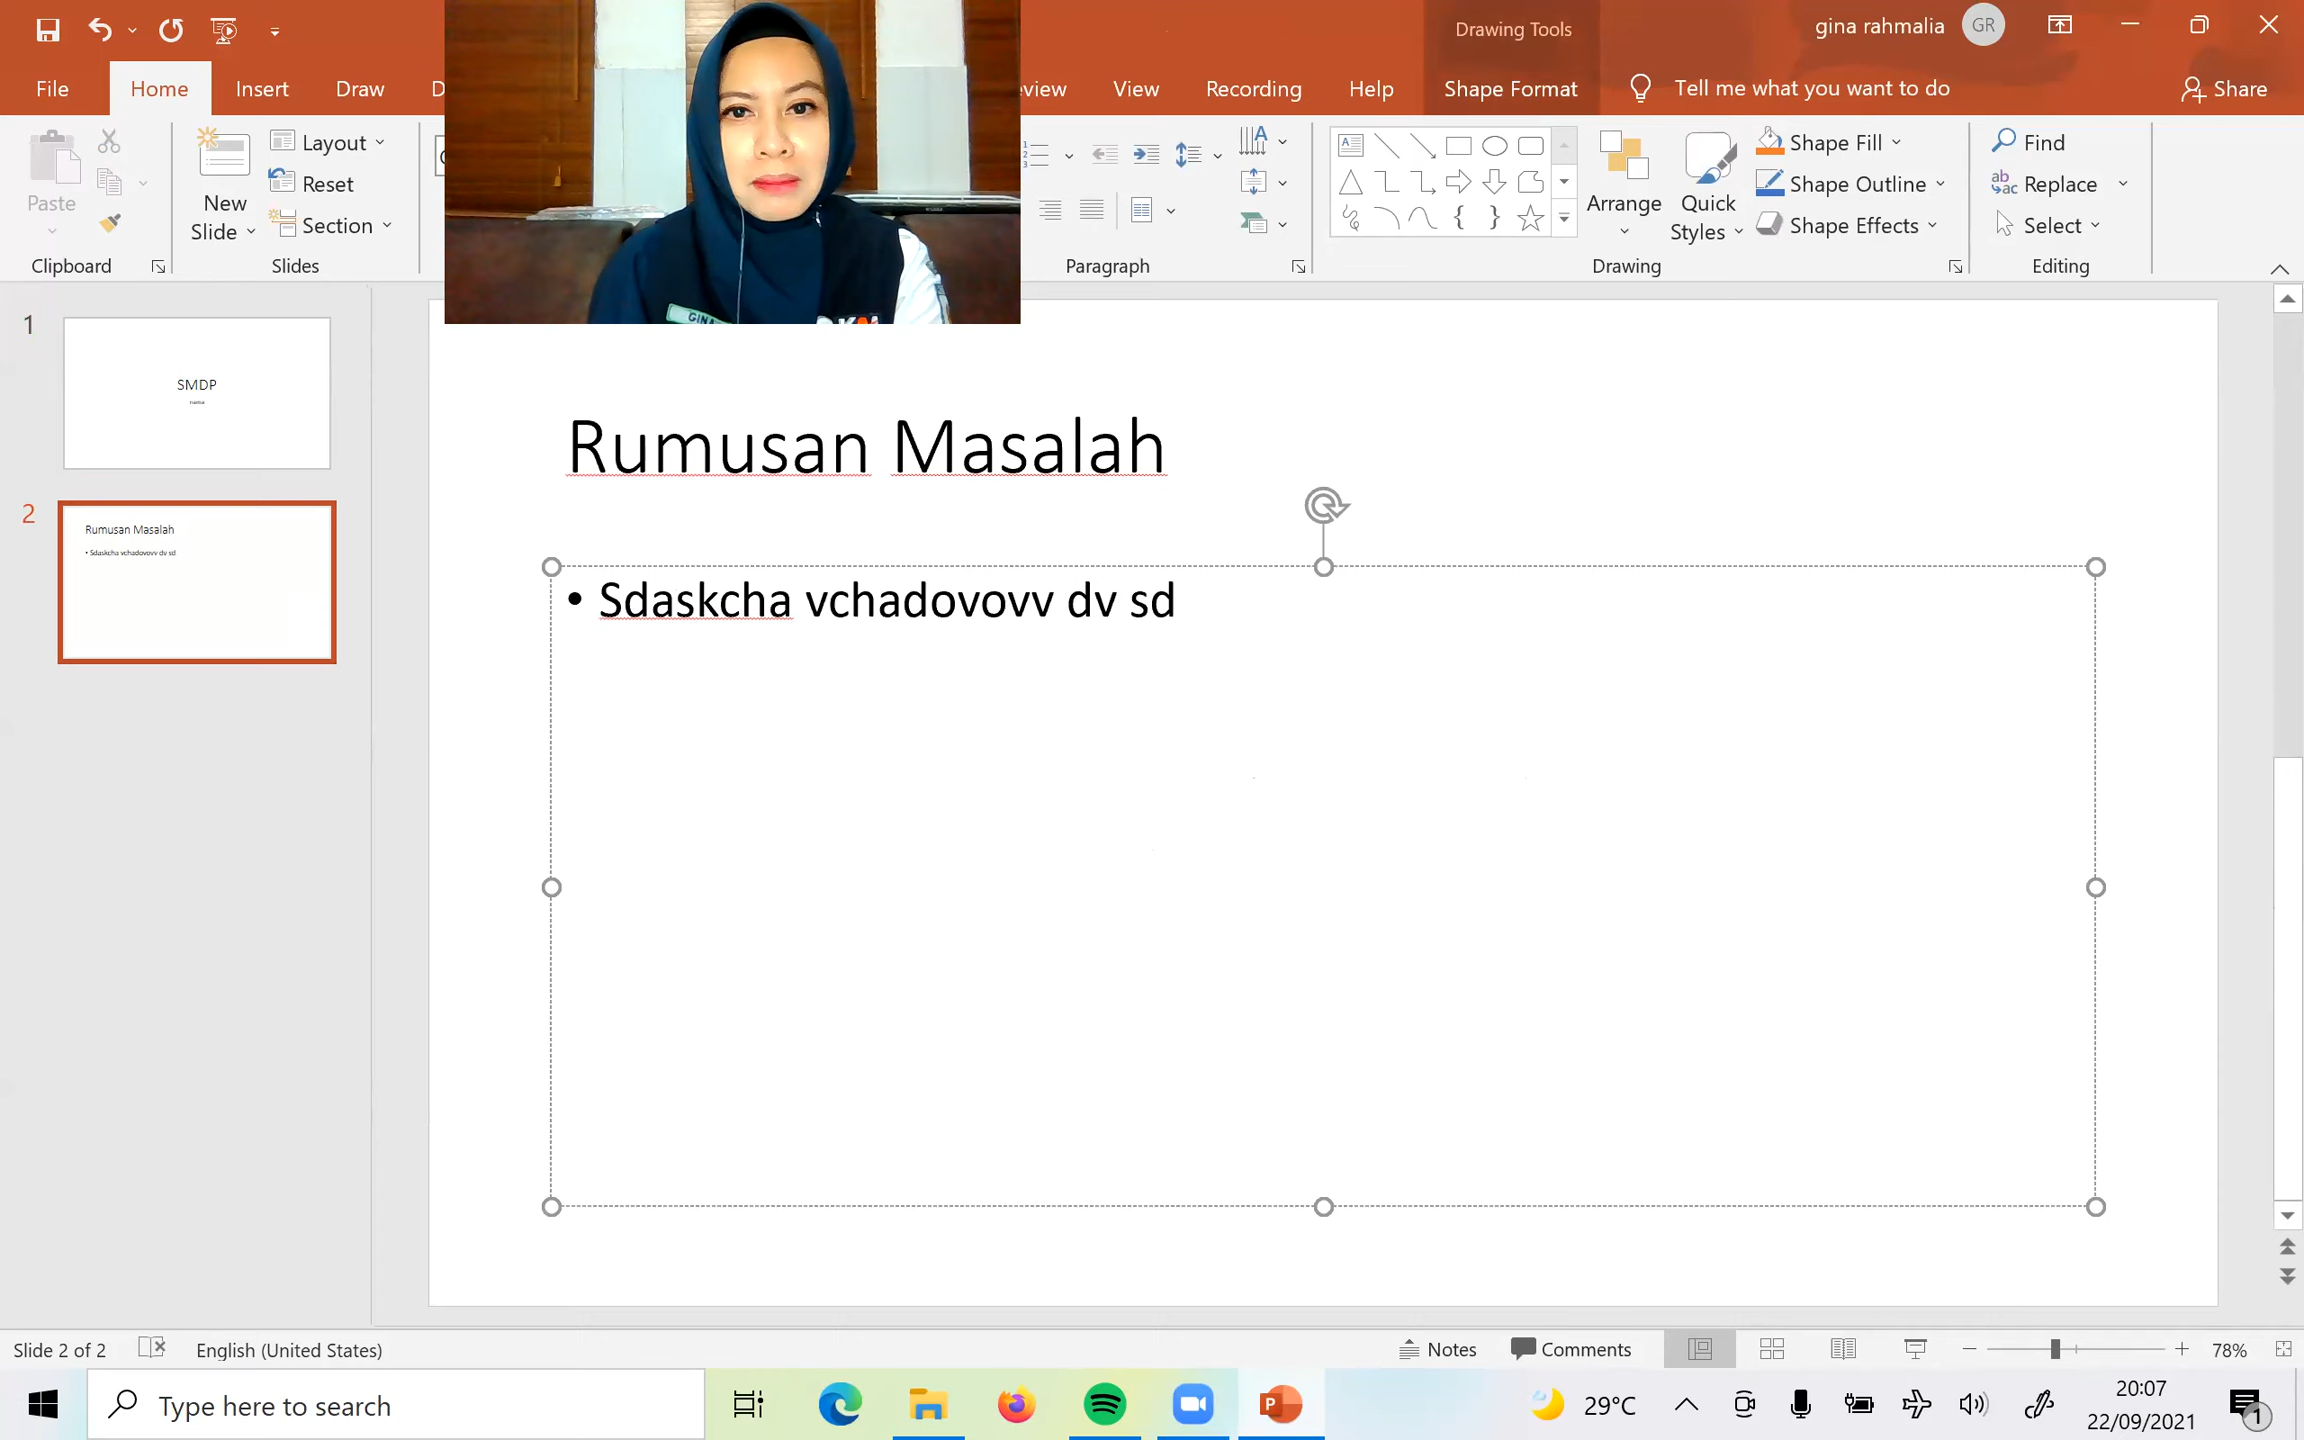 Drawing Tools
gina rahmalia
GR
File
Home
Insert
Draw
D
eview
View
Recording
Help
Shape Format
Tell me what you want to do
Share
Paste
New
Slide
Layout
Reset
Section
Arrange
Quick
Styles
Shape Fill
Shape Outline
Shape Effects
Find
Replace
Select
Clipboard
Slides
Paragraph
Drawing
Editing
GINA
1
SMDP
nama
2
Rumusan Masalah
• Sdaskcha vchadovovv dv sd
Rumusan Masalah
• Sdaskcha vchadovovv dv sd
Slide 2 of 2
English (United States)
Notes
Comments
78%
Type here to search
29°C
20:07
22/09/2021
1